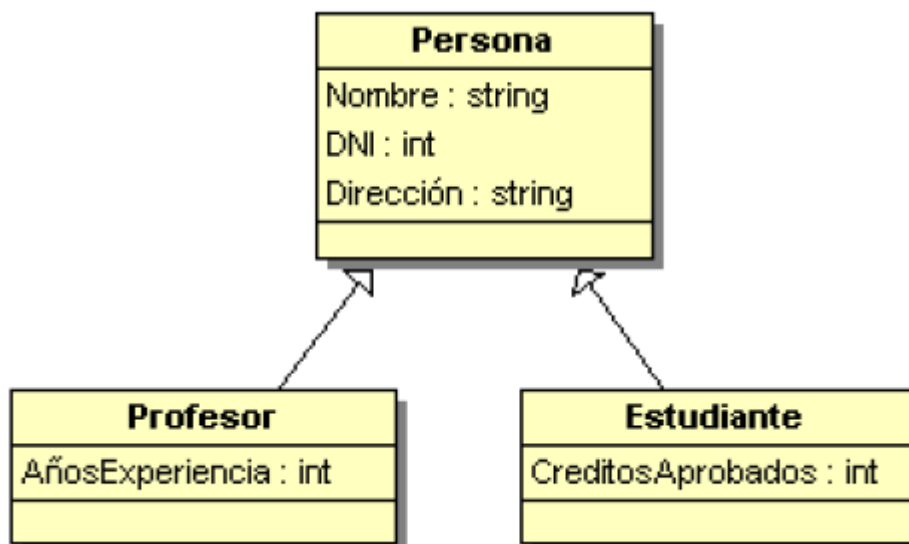 Persona
Nombre : string
DNI : int
Dirección : string
Profesor
AñosExperiencia : int
Estudiante
CreditosAprobados : int